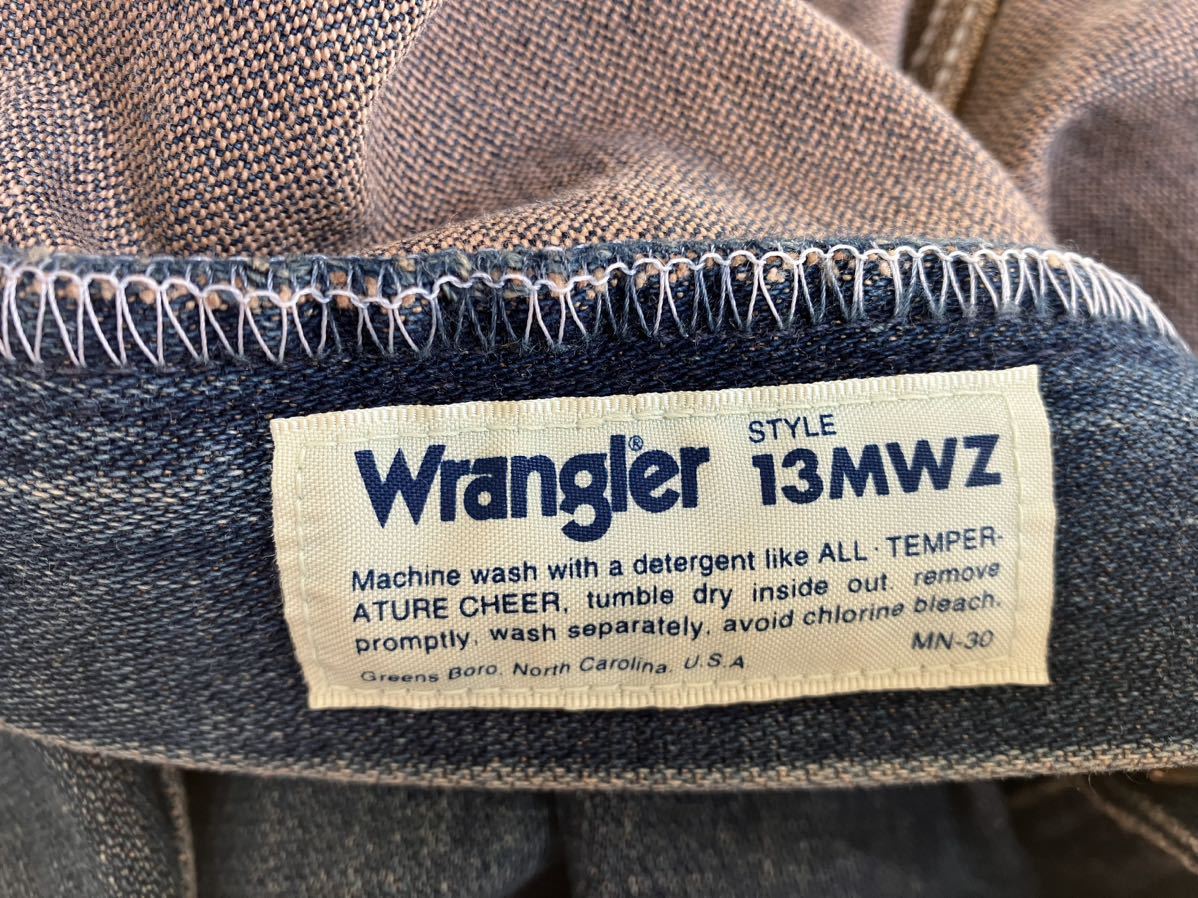 Wrangler® STYLE 13MWZ
Machine wash with a detergent like ALL·TEMPER-
ATURE CHEER, tumble dry inside out, remove
promptly, wash separately, avoid chlorine bleach.
MN-30
Greens Boro, North Carolina, U.S.A